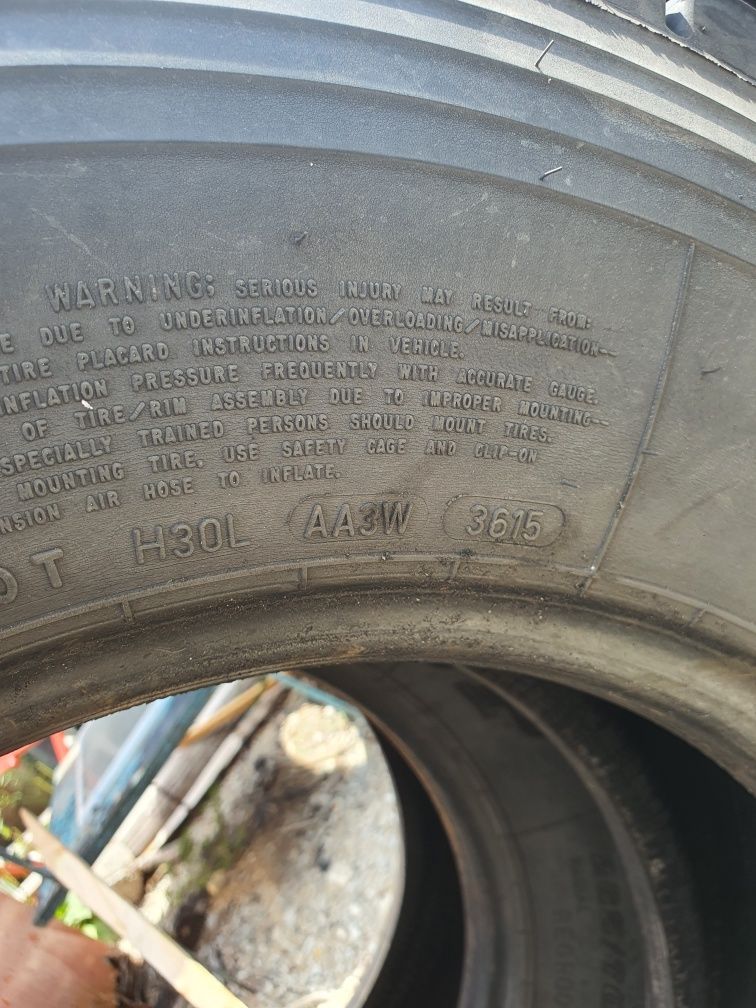 WARNING: SERIOUS INJURY MAY RESULT FROM:
E DUE TO UNDERINFLATION/OVERLOADING/MISAPPLICATION--
TIRE PLACARD INSTRUCTIONS IN VEHICLE.
INFLATION PRESSURE FREQUENTLY WITH ACCURATE GAUGE.
OF TIRE/RIM ASSEMBLY DUE TO IMPROPER MOUNTING--
SPECIALLY TRAINED PERSONS SHOULD MOUNT TIRES.
MOUNTING TIRE, USE SAFETY CAGE AND CLIP-ON
NSION AIR HOSE TO INFLATE.
OT H30L AA3W 3615